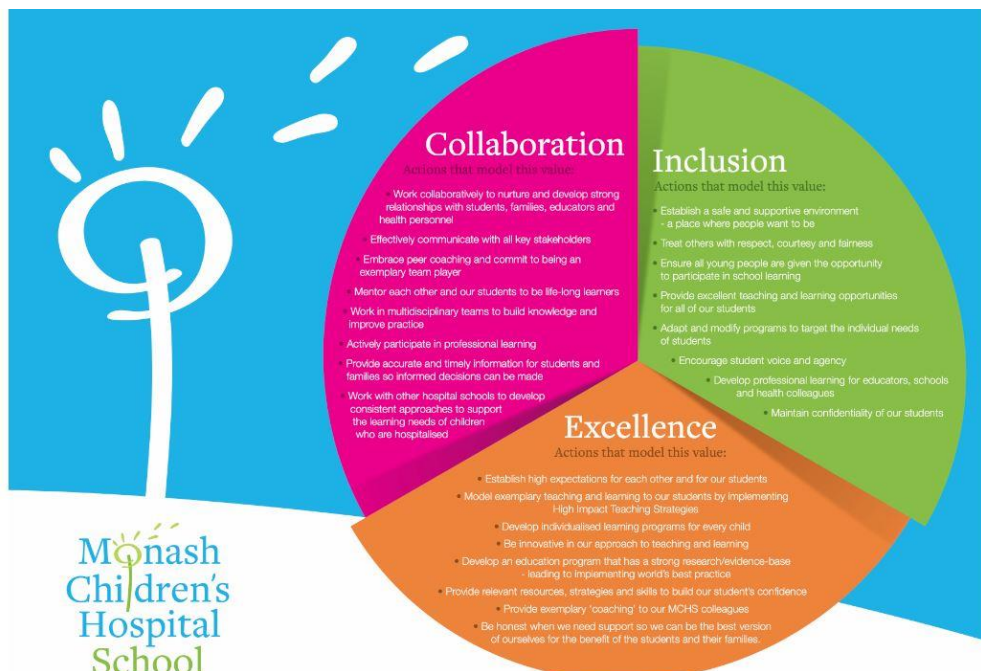 Collaboration
Actions that model this value:
• Work collaboratively to nurture and develop strong
relationships with students, families, educators and
health personnel
• Effectively communicate with all key stakeholders
• Embrace peer coaching and commit to being an
exemplary team player
• Mentor each other and our students to be life-long learners
• Work in multidisciplinary teams to build knowledge and
improve practice
• Actively participate in professional learning
• Provide accurate and timely information for students and
families so informed decisions can be made
• Work with other hospital schools to develop
consistent approaches to support
the learning needs of children
who are hospitalised
Inclusion
Actions that model this value:
• Establish a safe and supportive environment
- a place where people want to be
• Treat others with respect, courtesy and fairness
• Ensure all young people are given the opportunity
to participate in school learning
• Provide excellent teaching and learning opportunities
for all of our students
• Adapt and modify programs to target the individual needs
of students
• Encourage student voice and agency
• Develop professional learning for educators, schools
and health colleagues
• Maintain confidentiality of our students
Excellence
Actions that model this value:
• Establish high expectations for each other and for our students
• Model exemplary teaching and learning to our students by implementing
High Impact Teaching Strategies
• Develop individualised learning programs for every child
• Be innovative in our approach to teaching and learning
• Develop an education program that has a strong research/evidence-base
- leading to implementing world's best practice
• Provide relevant resources, strategies and skills to build our student's confidence
• Provide exemplary 'coaching' to our MCHS colleagues
• Be honest when we need support so we can be the best version
of ourselves for the benefit of the students and their families.
Monash
Children's
Hospital
School